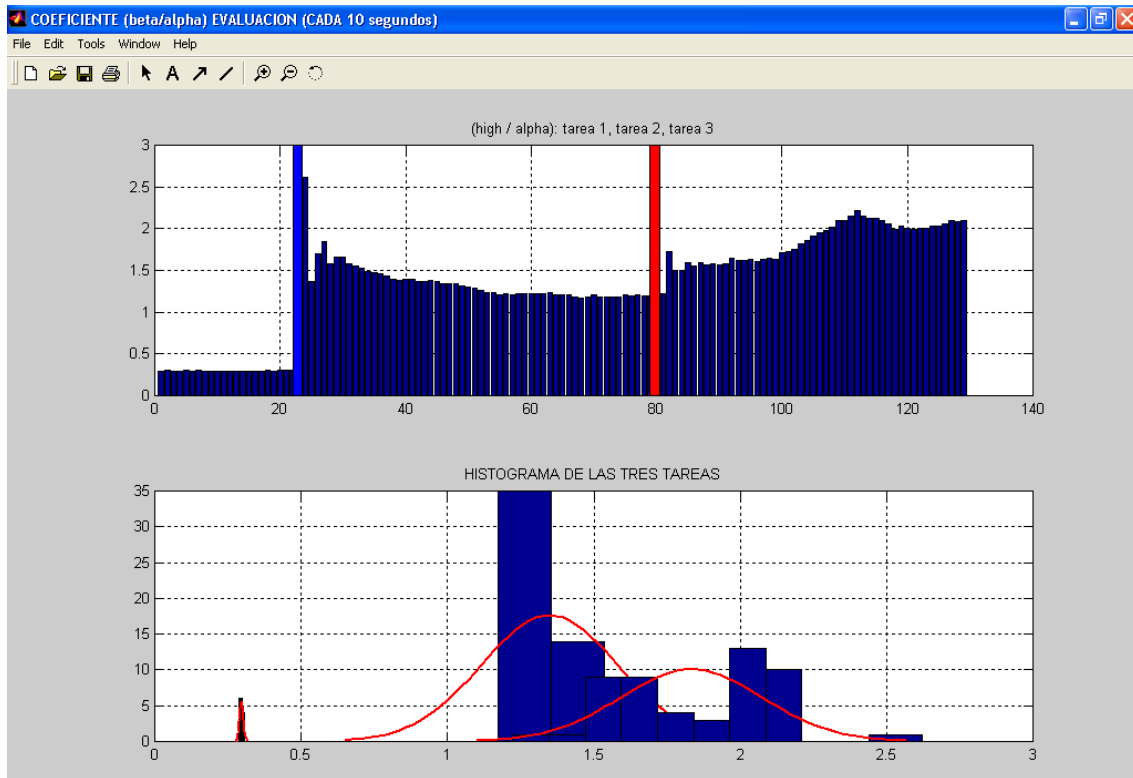 COEFICIENTE (beta/alpha) EVALUACION (CADA 10 segundos)
File Edit Tools Window Help
A
(high / alpha): tarea 1, tarea 2, tarea 3
3
2.5
2
1.5
1
0.5
0
0 20 40 60 80 100 120 140
HISTOGRAMA DE LAS TRES TAREAS
35
30
25
20
15
10
5
0
0 0.5 1 1.5 2 2.5 3